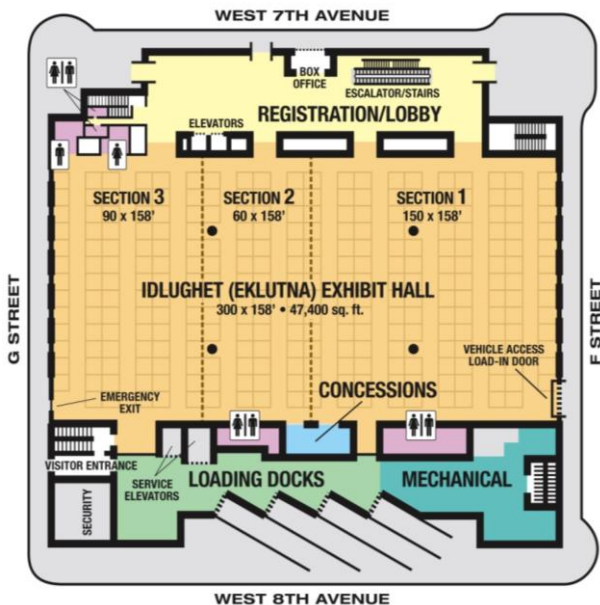 WEST 7TH AVENUE
BOX
OFFICE
ESCALATOR/STAIRS
REGISTRATION/LOBBY
ELEVATORS
SECTION 3
90 x 158'
SECTION 2
60 x 158'
SECTION 1
150 x 158'
IDLUGHET (EKLUTNA) EXHIBIT HALL
300 x 158' • 47,400 sq. ft.
G STREET
F STREET
VEHICLE ACCESS
LOAD-IN DOOR
CONCESSIONS
EMERGENCY
EXIT
VISITOR ENTRANCE
SERVICE
ELEVATORS
LOADING DOCKS
MECHANICAL
SECURITY
WEST 8TH AVENUE